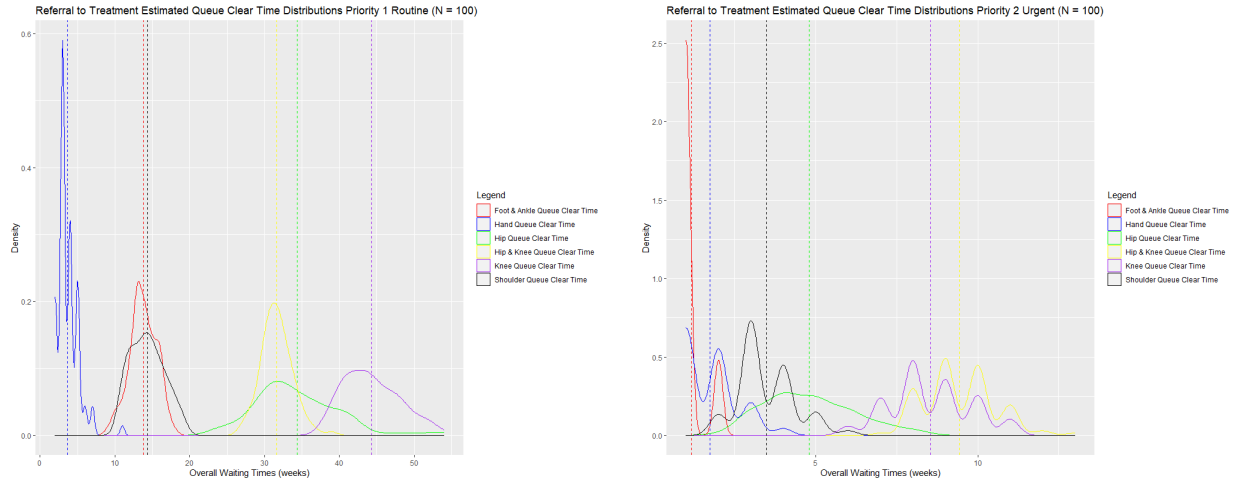 Referral to Treatment Estimated Queue Clear Time Distributions Priority 1 Routine (N = 100)
0.6
0.4
0.2
0.0
Density
0
10
20
30
40
50
Overall Waiting Times (weeks)
Legend
Foot & Ankle Queue Clear Time
Hand Queue Clear Time
Hip Queue Clear Time
Hip & Knee Queue Clear Time
Knee Queue Clear Time
Shoulder Queue Clear Time
Referral to Treatment Estimated Queue Clear Time Distributions Priority 2 Urgent (N = 100)
2.5
2.0
1.5
1.0
0.5
0.0
Density
5
10
Overall Waiting Times (weeks)
Legend
Foot & Ankle Queue Clear Time
Hand Queue Clear Time
Hip Queue Clear Time
Hip & Knee Queue Clear Time
Knee Queue Clear Time
Shoulder Queue Clear Time